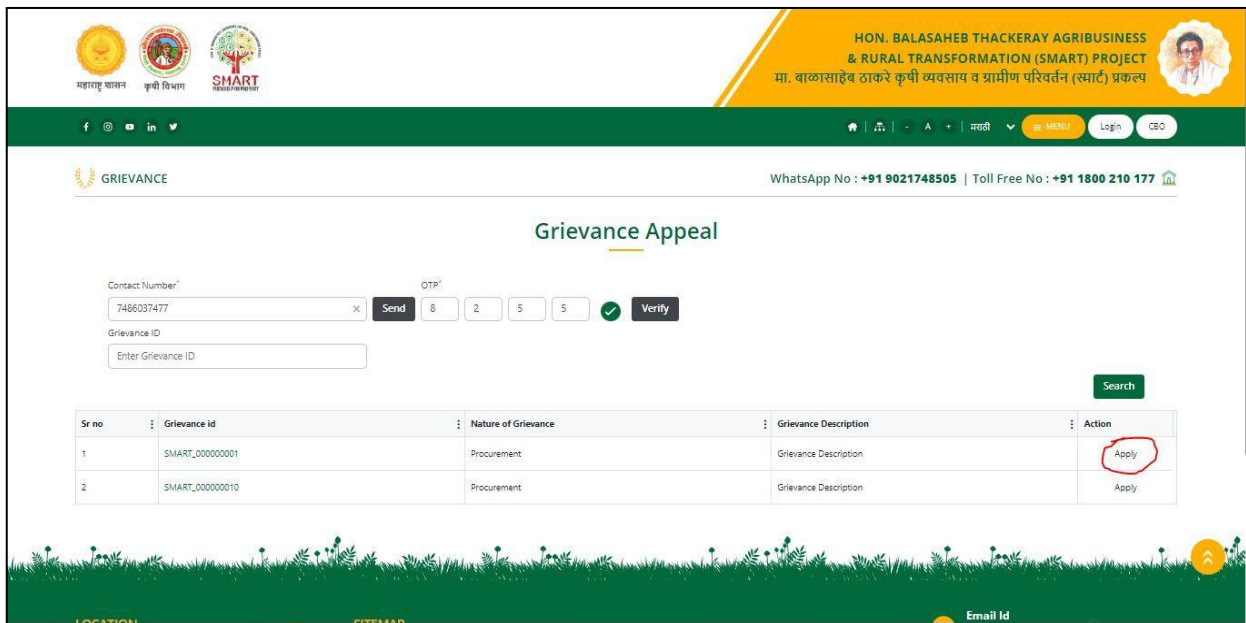 HON. BALASAHEB THACKERAY AGRIBUSINESS
& RURAL TRANSFORMATION (SMART) PROJECT
मा. बाळासाहेब ठाकरे कृषी व्यवसाय व ग्रामीण परिवर्तन (स्मार्ट) प्रकल्प
महाराष्ट्र शासन कृषी विभाग SMART
- A + मराठी MENU Login CBO
GRIEVANCE WhatsApp No : +91 9021748505 | Toll Free No : +91 1800 210 177
Grievance Appeal
Contact Number* OTP*
7486037477 Send 8 2 5 5 Verify
Grievance ID
Enter Grievance ID
Search
Sr no Grievance id Nature of Grievance Grievance Description Action
1 SMART_000000001 Procurement Grievance Description Apply
2 SMART_000000010 Procurement Grievance Description Apply
LOCATION SITEMAP Email Id